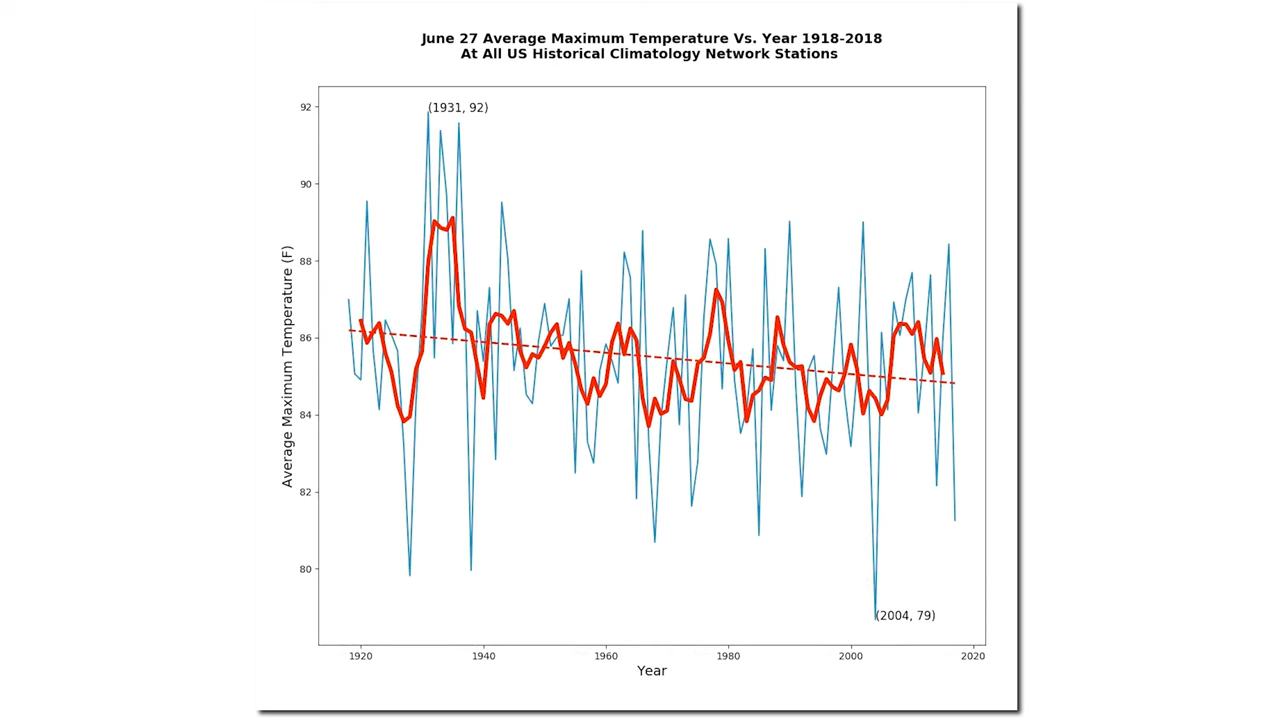 June 27 Average Maximum Temperature Vs. Year 1918-2018
At All US Historical Climatology Network Stations
(1931, 92)
92
90
88
86
84
82
80
Average Maximum Temperature (F)
(2004, 79)
1920 1940 1960 1980 2000 2020
Year